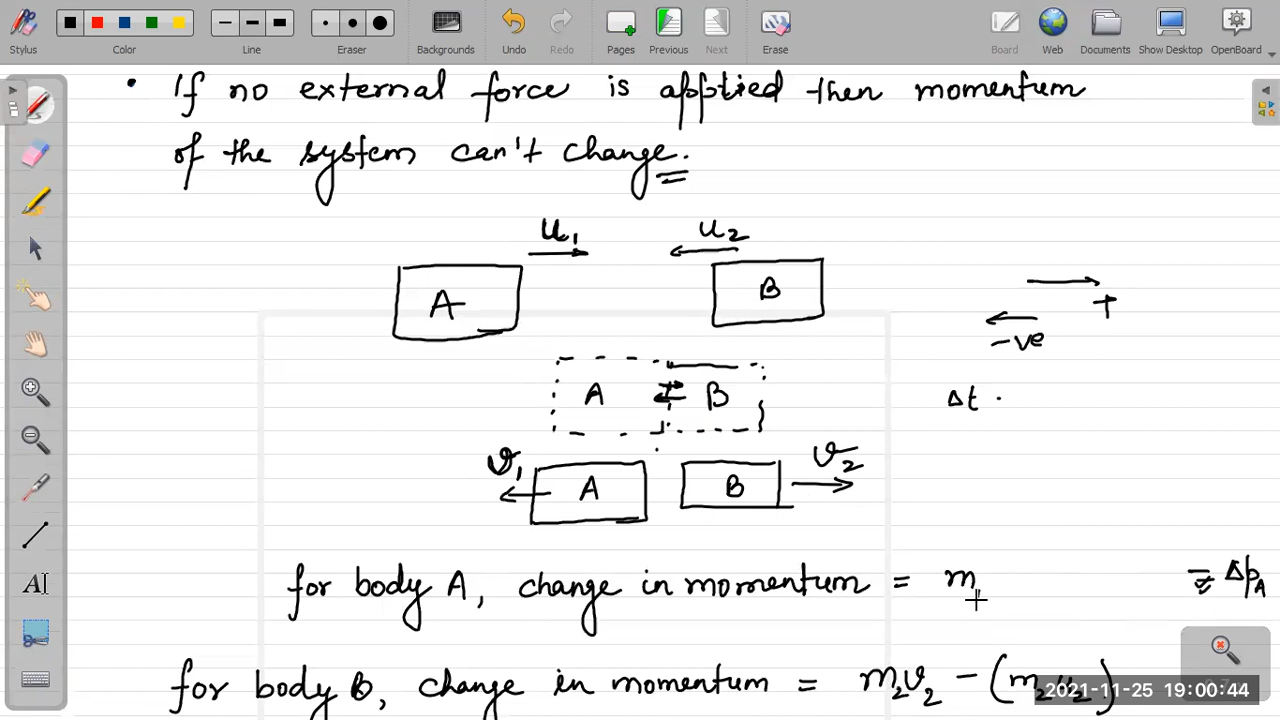 Stylus Color Line Eraser Backgrounds Undo Redo Pages Previous Next Erase Board Web Documents Show Desktop OpenBoard
• If no external force is applied then momentum
of the system can't change.
u₁ u₂
A B
+
-ve
A B
Δt
v₁ v₂
A B
for body A, change in momentum = m = Δp_A
for body B, change in momentum = m₂v₂ - (m₂u₂)
2021-11-25 19:00:44